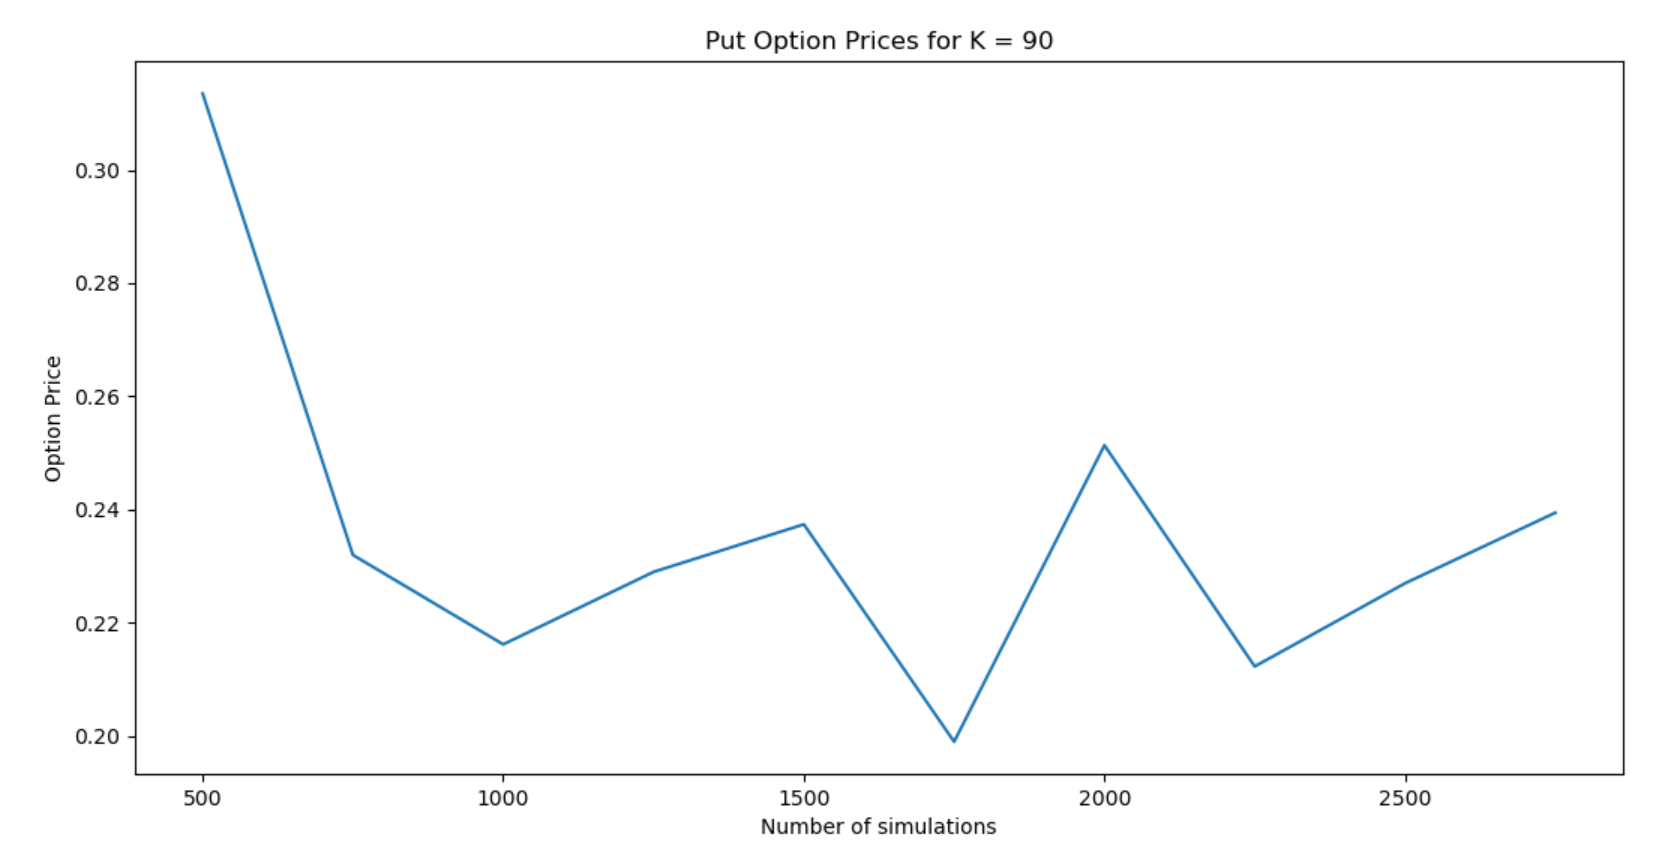 Put Option Prices for K = 90
Option Price
0.30
0.28
0.26
0.24
0.22
0.20
500 1000 1500 2000 2500
Number of simulations